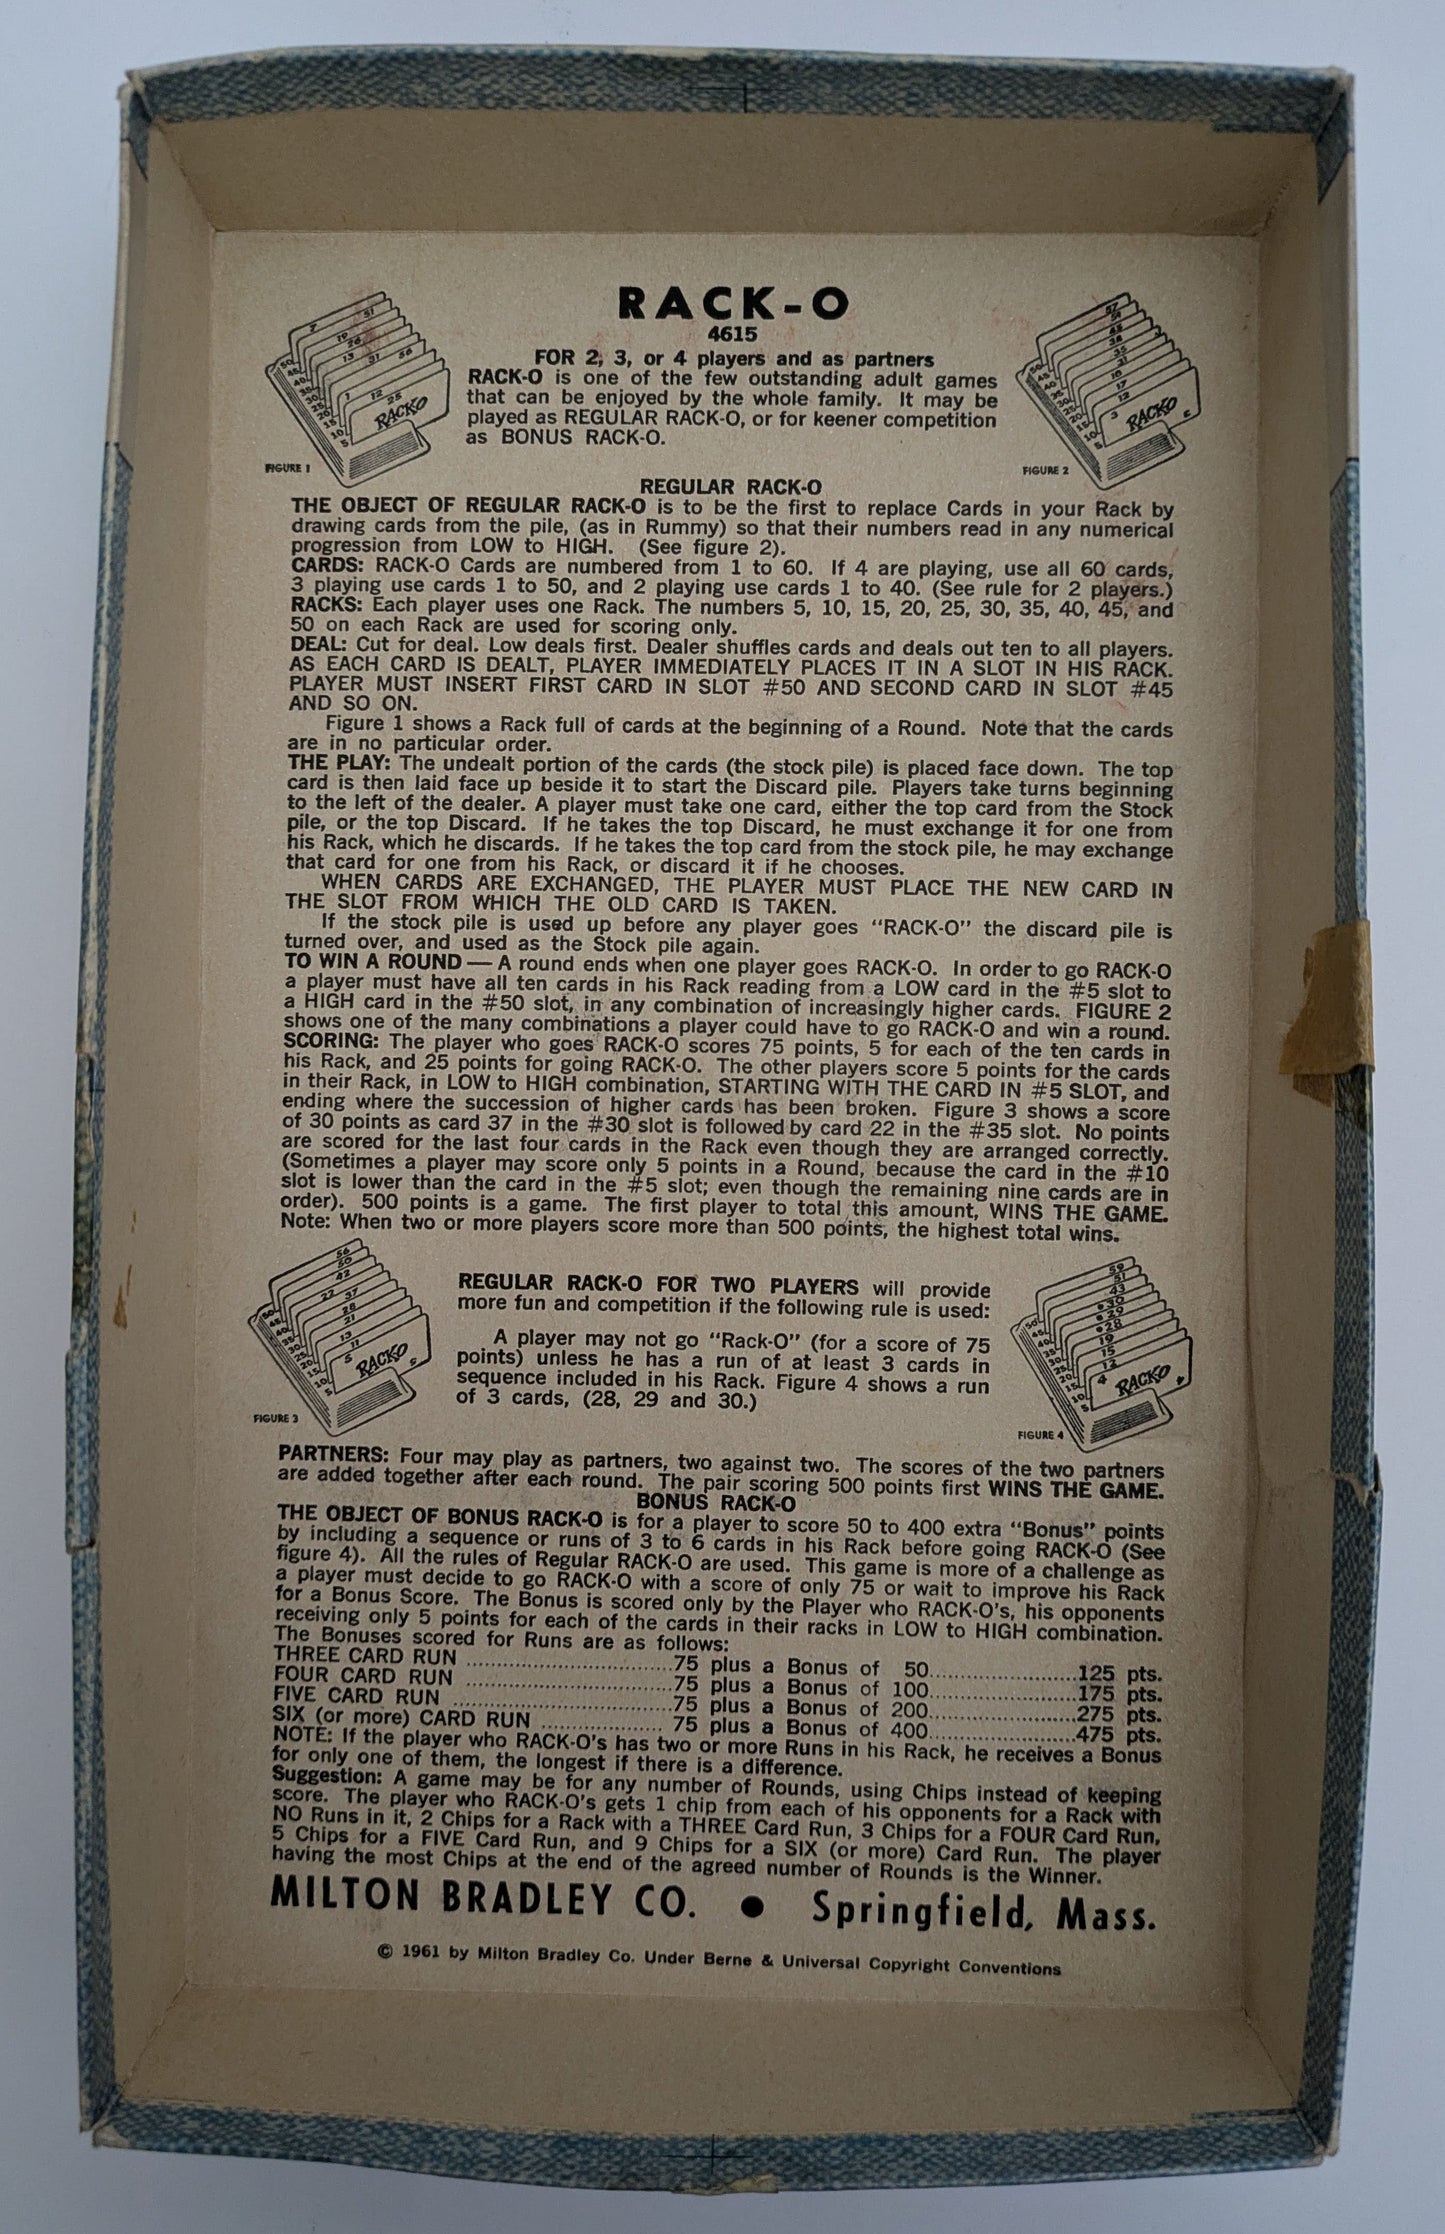 RACK-O
4615
FOR 2, 3, or 4 players and as partners
RACK-O is one of the few outstanding adult games
that can be enjoyed by the whole family. It may be
played as REGULAR RACK-O, or for keener competition
as BONUS RACK-O.
FIGURE 1
FIGURE 2
REGULAR RACK-O
THE OBJECT OF REGULAR RACK-O is to be the first to replace Cards in your Rack by
drawing cards from the pile, (as in Rummy) so that their numbers read in any numerical
progression from LOW to HIGH. (See figure 2).
CARDS: RACK-O Cards are numbered from 1 to 60. If 4 are playing, use all 60 cards,
3 playing use cards 1 to 50, and 2 playing use cards 1 to 40. (See rule for 2 players.)
RACKS: Each player uses one Rack. The numbers 5, 10, 15, 20, 25, 30, 35, 40, 45, and
50 on each Rack are used for scoring only.
DEAL: Cut for deal. Low deals first. Dealer shuffles cards and deals out ten to all players.
AS EACH CARD IS DEALT, PLAYER IMMEDIATELY PLACES IT IN A SLOT IN HIS RACK.
PLAYER MUST INSERT FIRST CARD IN SLOT #50 AND SECOND CARD IN SLOT #45
AND SO ON.
Figure 1 shows a Rack full of cards at the beginning of a Round. Note that the cards
are in no particular order.
THE PLAY: The undealt portion of the cards (the stock pile) is placed face down. The top
card is then laid face up beside it to start the Discard pile. Players take turns beginning
to the left of the dealer. A player must take one card, either the top card from the Stock
pile, or the top Discard. If he takes the top Discard, he must exchange it for one from
his Rack, which he discards. If he takes the top card from the stock pile, he may exchange
that card for one from his Rack, or discard it if he chooses.
WHEN CARDS ARE EXCHANGED, THE PLAYER MUST PLACE THE NEW CARD IN
THE SLOT FROM WHICH THE OLD CARD IS TAKEN.
If the stock pile is used up before any player goes "RACK-O" the discard pile is
turned over, and used as the Stock pile again.
TO WIN A ROUND — A round ends when one player goes RACK-O. In order to go RACK-O
a player must have all ten cards in his Rack reading from a LOW card in the #5 slot to
a HIGH card in the #50 slot, in any combination of increasingly higher cards. FIGURE 2
shows one of the many combinations a player could have to go RACK-O and win a round.
SCORING: The player who goes RACK-O scores 75 points, 5 for each of the ten cards in
his Rack, and 25 points for going RACK-O. The other players score 5 points for the cards
in their Rack, in LOW to HIGH combination, STARTING WITH THE CARD IN #5 SLOT, and
ending where the succession of higher cards has been broken. Figure 3 shows a score
of 30 points as card 37 in the #30 slot is followed by card 22 in the #35 slot. No points
are scored for the last four cards in the Rack even though they are arranged correctly.
(Sometimes a player may score only 5 points in a Round, because the card in the #10
slot is lower than the card in the #5 slot; even though the remaining nine cards are in
order). 500 points is a game. The first player to total this amount, WINS THE GAME.
Note: When two or more players score more than 500 points, the highest total wins.
REGULAR RACK-O FOR TWO PLAYERS will provide
more fun and competition if the following rule is used:
A player may not go "Rack-O" (for a score of 75
points) unless he has a run of at least 3 cards in
sequence included in his Rack. Figure 4 shows a run
of 3 cards, (28, 29 and 30.)
FIGURE 3
FIGURE 4
PARTNERS: Four may play as partners, two against two. The scores of the two partners
are added together after each round. The pair scoring 500 points first WINS THE GAME.
BONUS RACK-O
THE OBJECT OF BONUS RACK-O is for a player to score 50 to 400 extra "Bonus" points
by including a sequence or runs of 3 to 6 cards in his Rack before going RACK-O (See
figure 4). All the rules of Regular RACK-O are used. This game is more of a challenge as
a player must decide to go RACK-O with a score of only 75 or wait to improve his Rack
for a Bonus Score. The Bonus is scored only by the Player who RACK-O's, his opponents
receiving only 5 points for each of the cards in their racks in LOW to HIGH combination.
The Bonuses scored for Runs are as follows:
THREE CARD RUN ................................75 plus a Bonus of 50.......................125 pts.
FOUR CARD RUN ................................75 plus a Bonus of 100.......................175 pts.
FIVE CARD RUN ..................................75 plus a Bonus of 200.......................275 pts.
SIX (or more) CARD RUN ................... 75 plus a Bonus of 400.......................475 pts.
NOTE: If the player who RACK-O's has two or more Runs in his Rack, he receives a Bonus
for only one of them, the longest if there is a difference.
Suggestion: A game may be for any number of Rounds, using Chips instead of keeping
score. The player who RACK-O's gets 1 chip from each of his opponents for a Rack with
NO Runs in it, 2 Chips for a Rack with a THREE Card Run, 3 Chips for a FOUR Card Run,
5 Chips for a FIVE Card Run, and 9 Chips for a SIX (or more) Card Run. The player
having the most Chips at the end of the agreed number of Rounds is the Winner.
MILTON BRADLEY CO. ● Springfield, Mass.
© 1961 by Milton Bradley Co. Under Berne & Universal Copyright Conventions